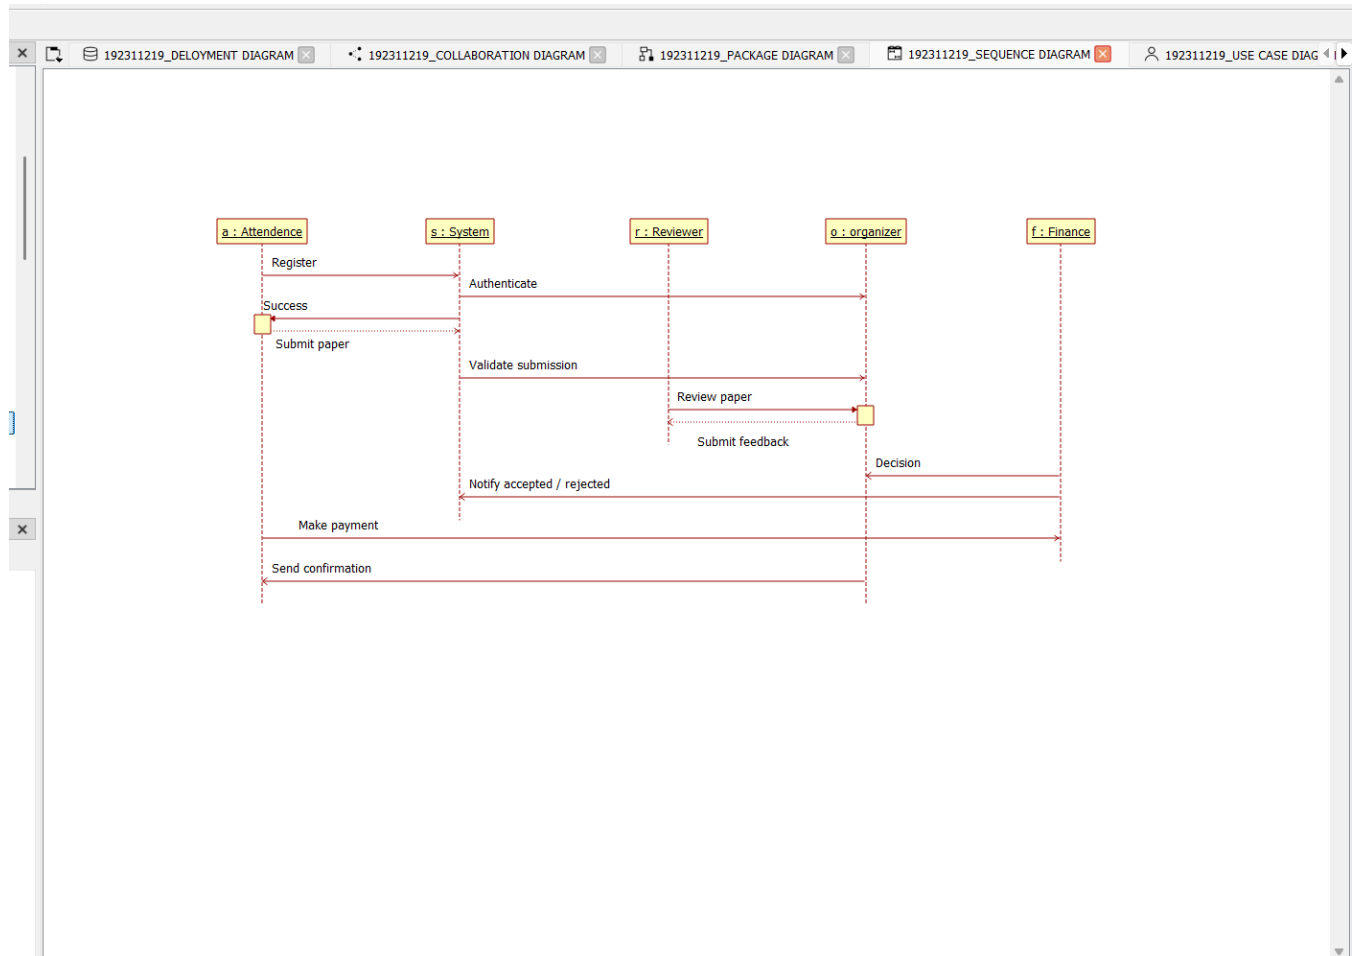 192311219_DELOYMENT DIAGRAM
192311219_COLLABORATION DIAGRAM
192311219_PACKAGE DIAGRAM
192311219_SEQUENCE DIAGRAM
192311219_USE CASE DIAG
a : Attendence
s : System
r : Reviewer
o : organizer
f : Finance
Register
Authenticate
Success
Submit paper
Validate submission
Review paper
Submit feedback
Decision
Notify accepted / rejected
Make payment
Send confirmation